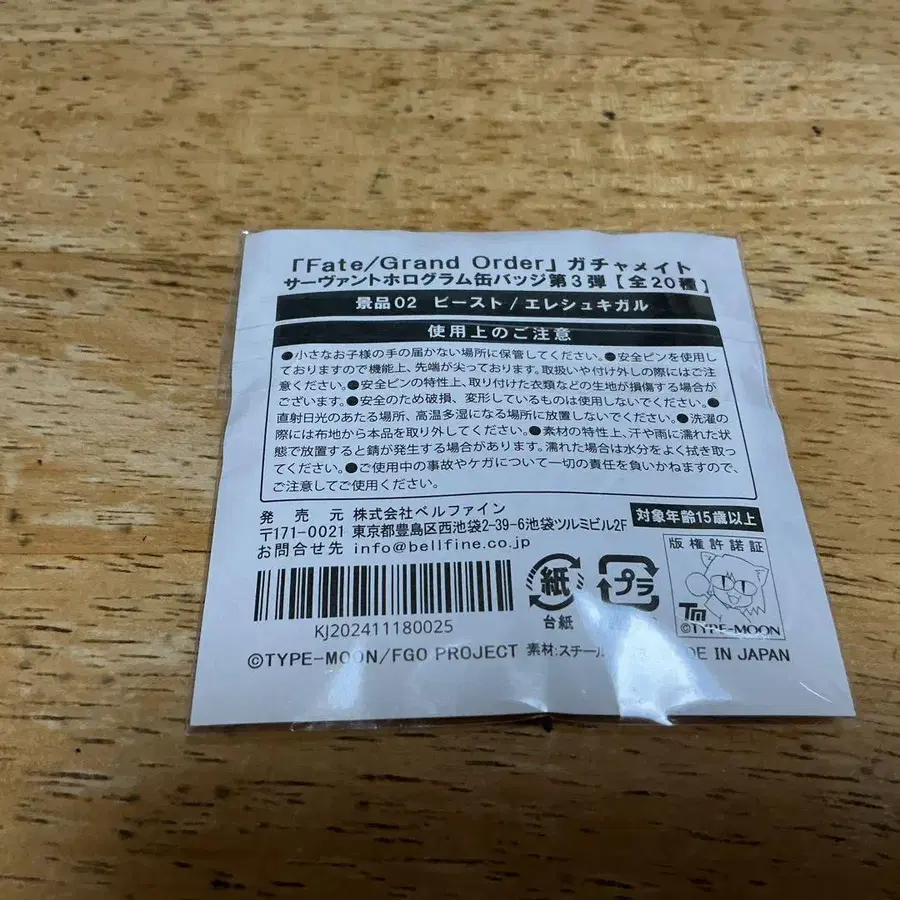 「Fate/Grand Order」ガチャメイト
サーヴァントホログラム缶バッジ第3弾【全20種】
景品02 ビースト/エレシュキガル
使用上のご注意
●小さなお子様の手の届かない場所に保管してください。●安全ピンを使用し
ておりますので機能上、先端が尖っております。取扱いや付け外しの際にはご注
意ください。●安全ピンの特性上、取り付けた衣類などの生地が損傷する場合が
ございます。●安全のため破損、変形しているものは使用しないでください。●
直射日光のあたる場所、高温多湿になる場所に放置しないでください。●洗濯
の際には布地から本品を取り外してください。●素材の特性上、汗や雨に濡れた状
態で放置すると錆が発生する場合があります。濡れた場合は水分をよく拭き取っ
てください。●ご使用中の事故やケガについて一切の責任を負いかねますので、
ご注意してご使用ください。
発売元 株式会社ベルファイン
〒171-0021 東京都豊島区西池袋2-39-6池袋ツルミビル2F
お問合せ先 info@bellfine.co.jp
対象年齢15歳以上
版権許諾証
TM
©TYPE-MOON
紙
台紙
プラ
KJ202411180025
©TYPE-MOON/FGO PROJECT 素材:スチール
DE IN JAPAN